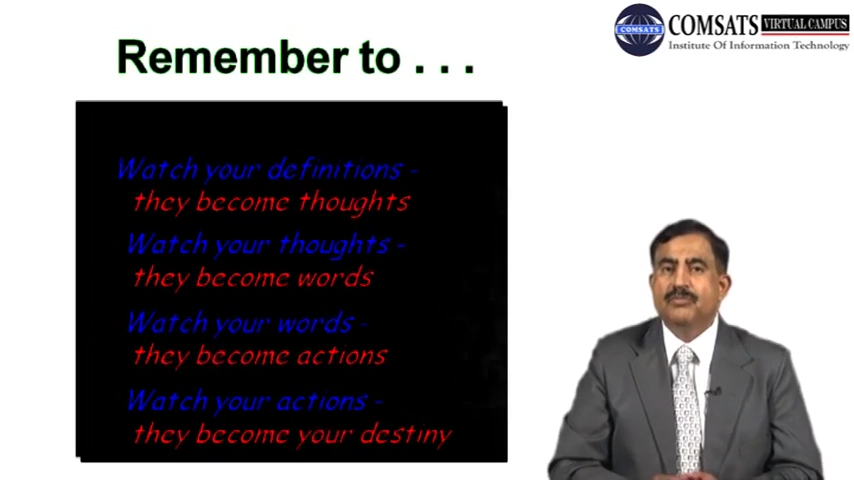 COMSATS VIRTUAL CAMPUS
COMSATS
Institute Of Information Technology
Remember to . . .
Watch your definitions -
they become thoughts
Watch your thoughts -
they become words
Watch your words -
they become actions
Watch your actions -
they become your destiny